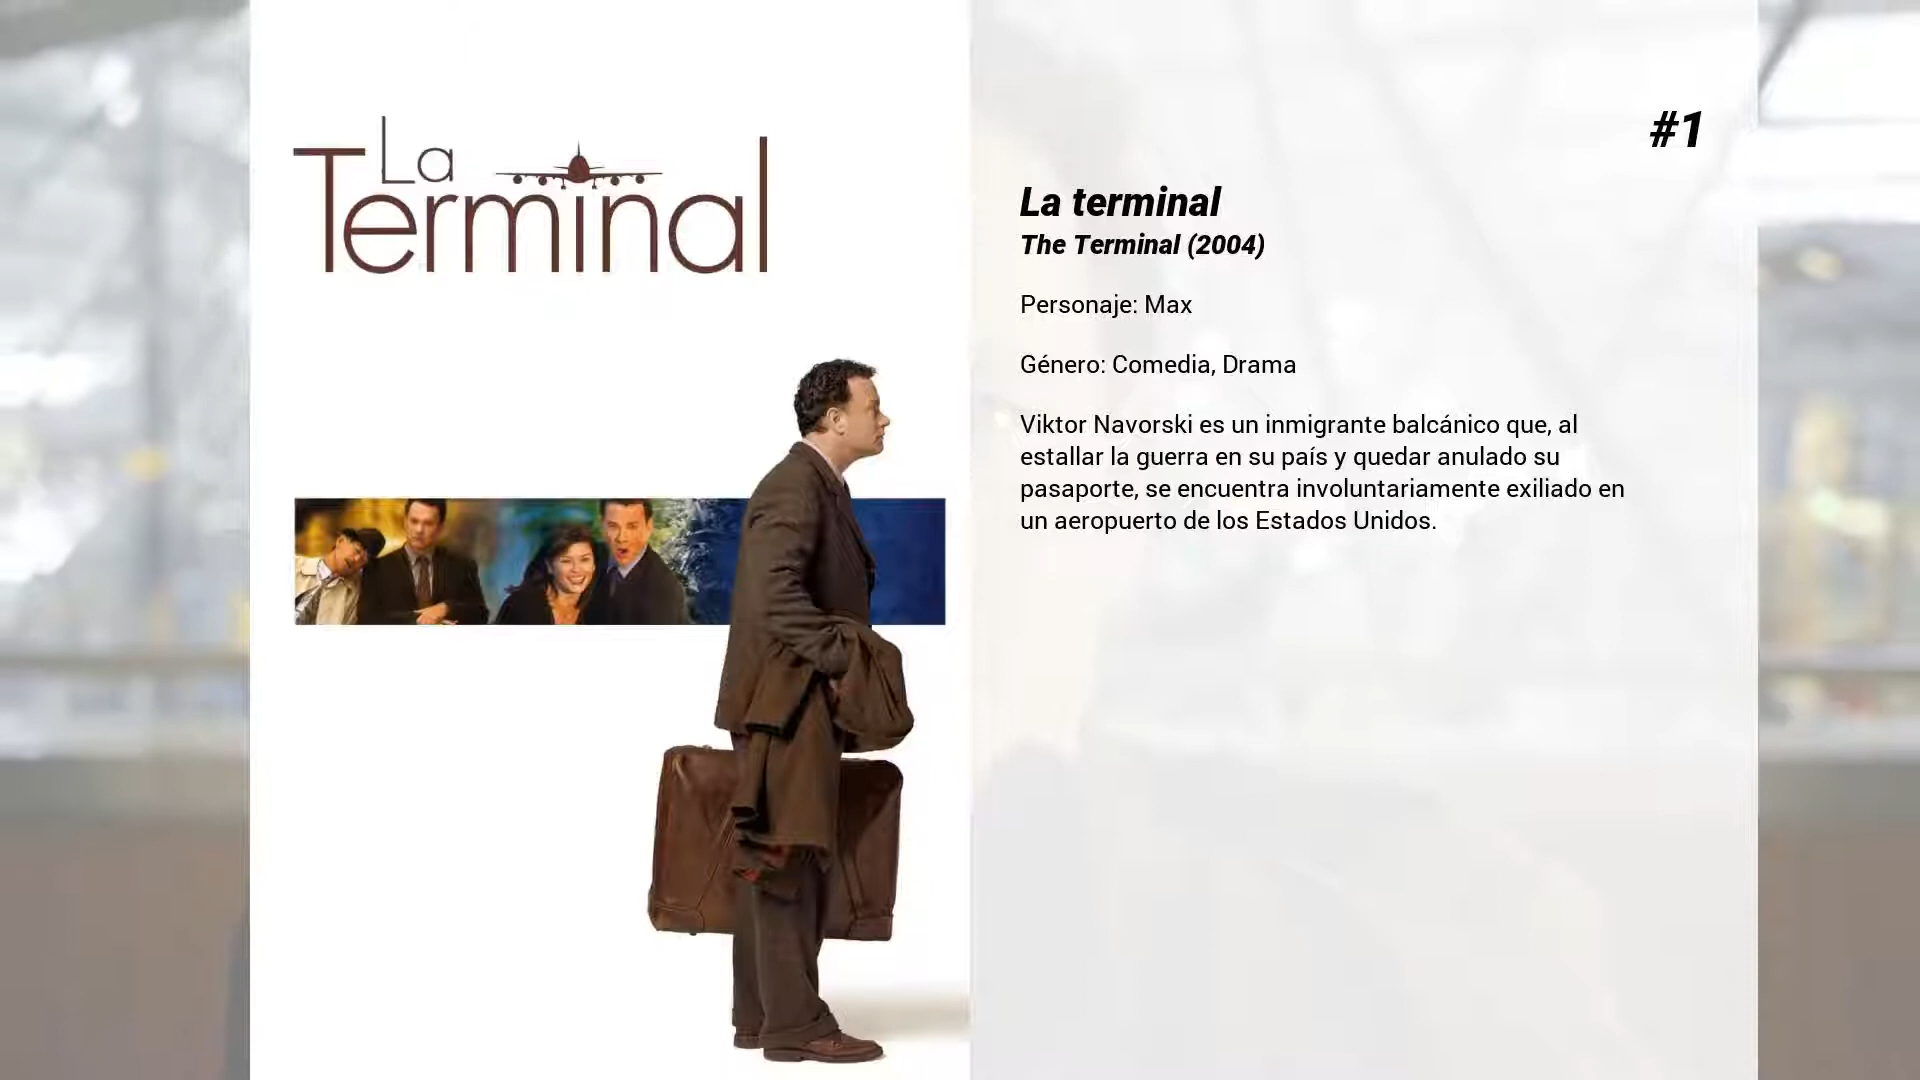 La
Terminal
#1
La terminal
The Terminal (2004)
Personaje: Max
Género: Comedia, Drama
Viktor Navorski es un inmigrante balcánico que, al
estallar la guerra en su país y quedar anulado su
pasaporte, se encuentra involuntariamente exiliado en
un aeropuerto de los Estados Unidos.